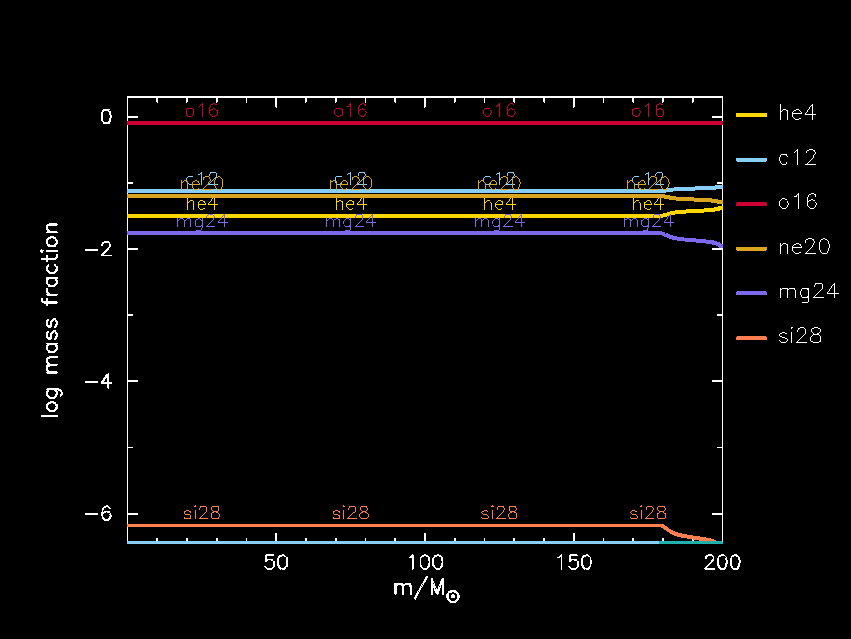 0
−2
−4
−6
log mass fraction
o16 o16 o16 o16
c12 c12 c12 c12
ne20 ne20 ne20 ne20
he4 he4 he4 he4
mg24 mg24 mg24 mg24
si28 si28 si28 si28
50 100 150 200
m/M⊙
he4
c12
o16
ne20
mg24
si28